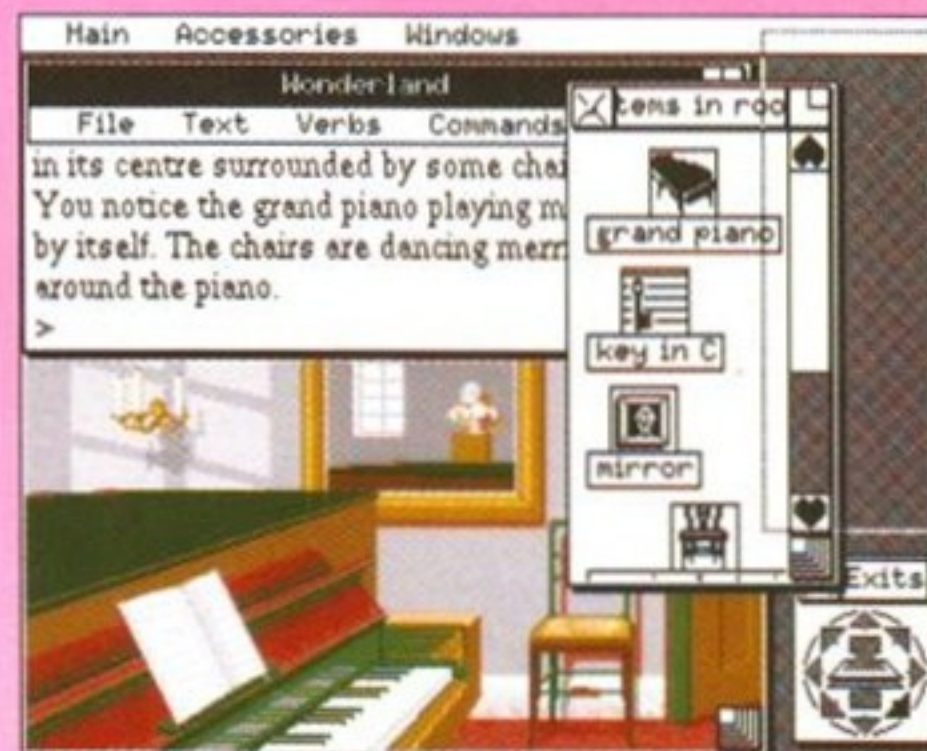 Main Accessories Windows
Wonderland
File Text Verbs Commands
in its centre surrounded by some chai
You notice the grand piano playing m
by itself. The chairs are dancing merr
around the piano.
>
tems in roo
grand piano
key in C
mirror
Exits